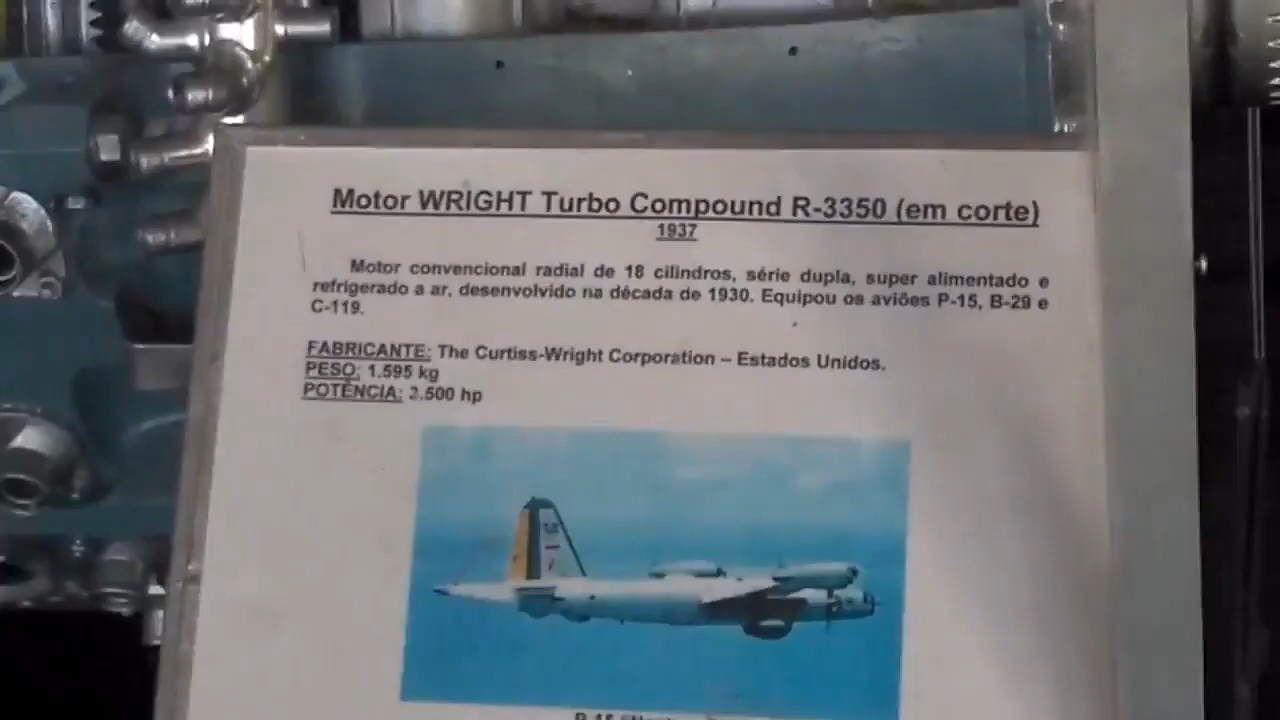 Motor WRIGHT Turbo Compound R-3350 (em corte)
1937
Motor convencional radial de 18 cilindros, série dupla, super alimentado e
refrigerado a ar, desenvolvido na década de 1930. Equipou os aviões P-15, B-29 e
C-119.
FABRICANTE: The Curtiss-Wright Corporation – Estados Unidos.
PESO: 1.595 kg
POTÊNCIA: 3.500 hp